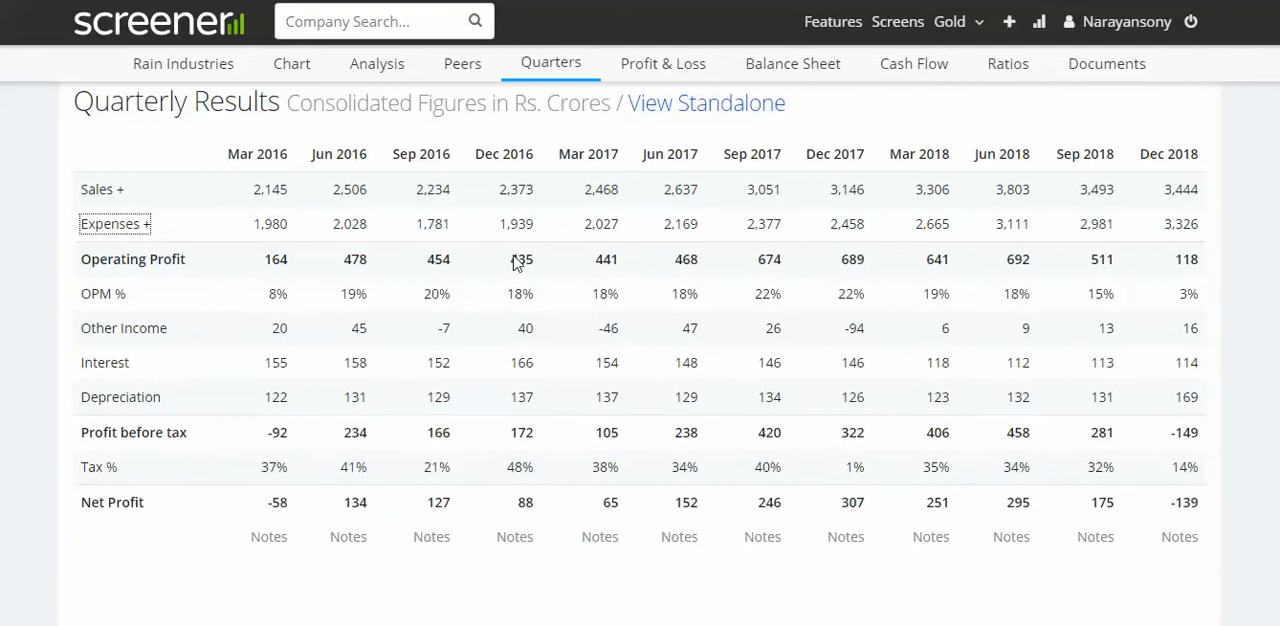 screener
Company Search...
Features Screens Gold Narayansony
Rain Industries Chart Analysis Peers Quarters Profit & Loss Balance Sheet Cash Flow Ratios Documents
Quarterly Results Consolidated Figures in Rs. Crores / View Standalone
Mar 2016 Jun 2016 Sep 2016 Dec 2016 Mar 2017 Jun 2017 Sep 2017 Dec 2017 Mar 2018 Jun 2018 Sep 2018 Dec 2018
Sales + 2,145 2,506 2,234 2,373 2,468 2,637 3,051 3,146 3,306 3,803 3,493 3,444
Expenses + 1,980 2,028 1,781 1,939 2,027 2,169 2,377 2,458 2,665 3,111 2,981 3,326
Operating Profit 164 478 454 441 468 674 689 641 692 511 118
OPM % 8% 19% 20% 18% 18% 18% 22% 22% 19% 18% 15% 3%
Other Income 20 45 -7 40 -46 47 26 -94 6 9 13 16
Interest 155 158 152 166 154 148 146 146 118 112 113 114
Depreciation 122 131 129 137 137 129 134 126 123 132 131 169
Profit before tax -92 234 166 172 105 238 420 322 406 458 281 -149
Tax % 37% 41% 21% 48% 38% 34% 40% 1% 35% 34% 32% 14%
Net Profit -58 134 127 88 65 152 246 307 251 295 175 -139
Notes Notes Notes Notes Notes Notes Notes Notes Notes Notes Notes Notes